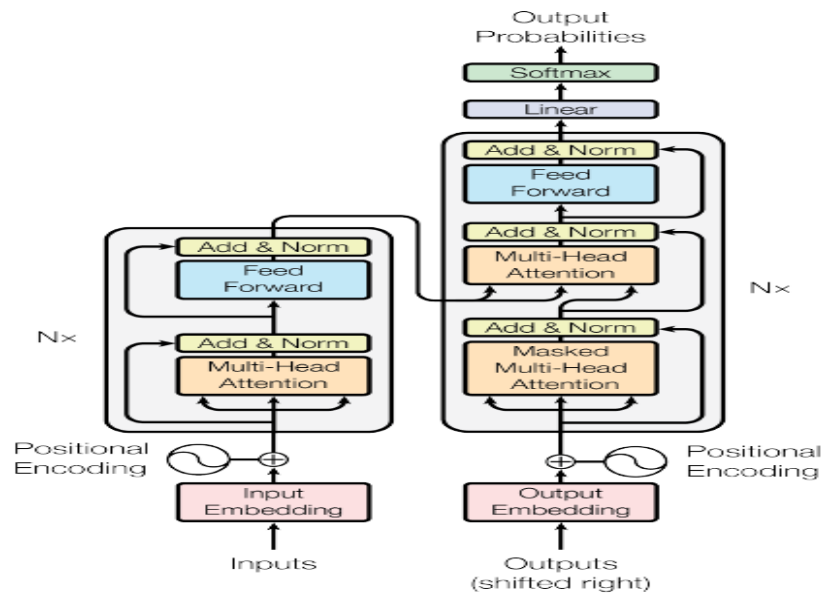 Output
Probabilities
Softmax
Linear
Add & Norm
Feed
Forward
Add & Norm
Multi-Head
Attention
Add & Norm
Feed
Forward
Nx
Nx
Add & Norm
Multi-Head
Attention
Add & Norm
Masked
Multi-Head
Attention
Positional
Encoding
Positional
Encoding
Input
Embedding
Output
Embedding
Inputs
Outputs
(shifted right)